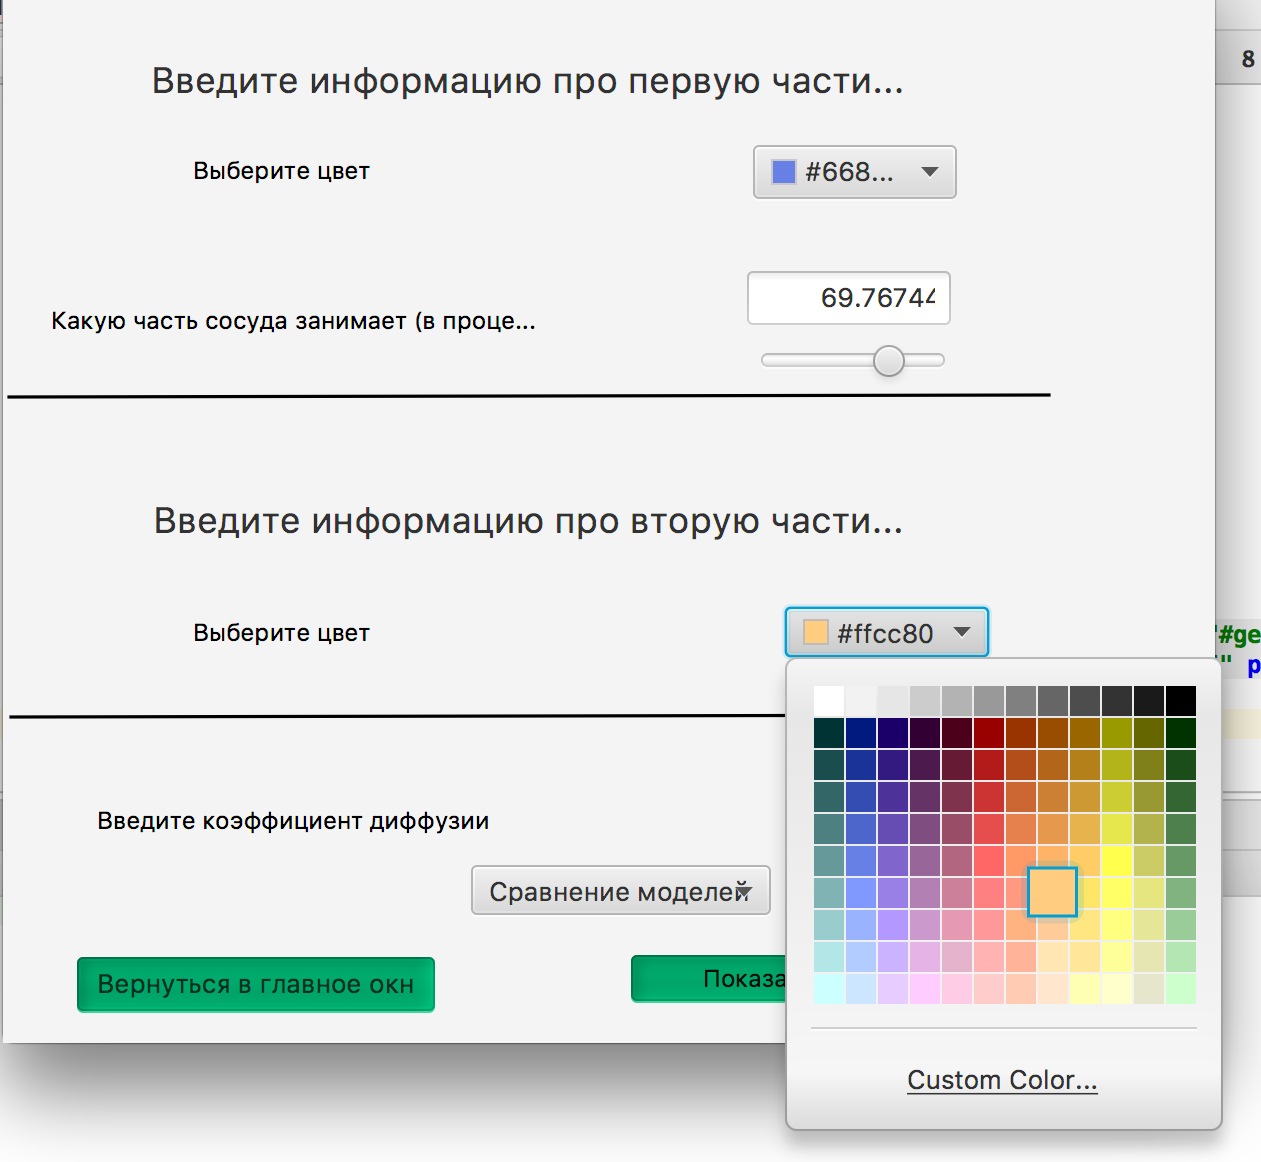 8
Введите информацию про первую части...
Выберите цвет
#668...
69.76744
Какую часть сосуда занимает (в проце...
Введите информацию про вторую части...
Выберите цвет
#ffcc80
"#ge
" p
Введите коэффициент диффузии
Сравнение моделей
Вернуться в главное окн
Показа
Custom Color...